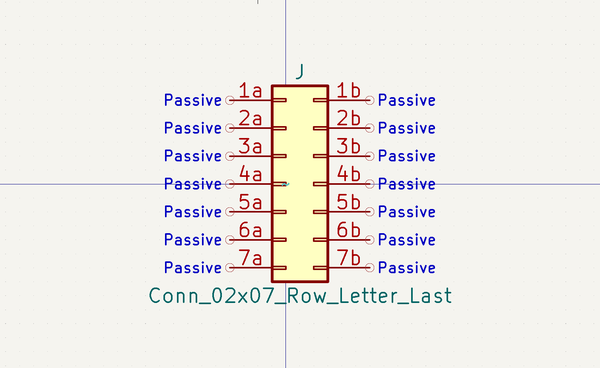 J
Passive 1a 1b Passive
Passive 2a 2b Passive
Passive 3a 3b Passive
Passive 4a 4b Passive
Passive 5a 5b Passive
Passive 6a 6b Passive
Passive 7a 7b Passive
Conn_02x07_Row_Letter_Last